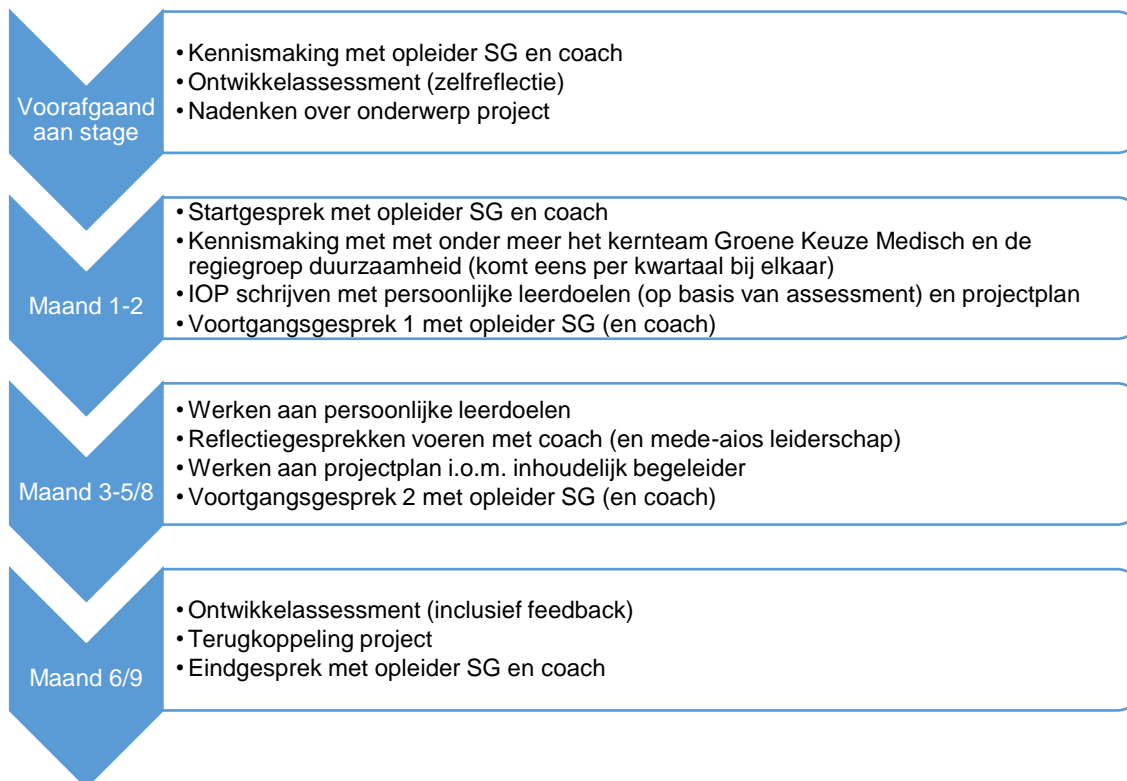 Voorafgaand
aan stage
• Kennismaking met opleider SG en coach
• Ontwikkelassessment (zelfreflectie)
• Nadenken over onderwerp project
Maand 1-2
• Startgesprek met opleider SG en coach
• Kennismaking met met onder meer het kernteam Groene Keuze Medisch en de
regiegroep duurzaamheid (komt eens per kwartaal bij elkaar)
• IOP schrijven met persoonlijke leerdoelen (op basis van assessment) en projectplan
• Voortgangsgesprek 1 met opleider SG (en coach)
Maand 3-5/8
• Werken aan persoonlijke leerdoelen
• Reflectiegesprekken voeren met coach (en mede-aios leiderschap)
• Werken aan projectplan i.o.m. inhoudelijk begeleider
• Voortgangsgesprek 2 met opleider SG (en coach)
Maand 6/9
• Ontwikkelassessment (inclusief feedback)
• Terugkoppeling project
• Eindgesprek met opleider SG en coach